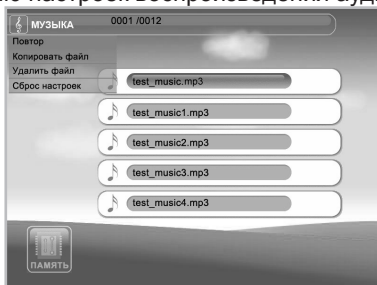 МУЗЫКА 0001 /0012
Повтор
Копировать файл
Удалить файл
Сброс настроек
test_music.mp3
test_music1.mp3
test_music2.mp3
test_music3.mp3
test_music4.mp3
ПАМЯТЬ